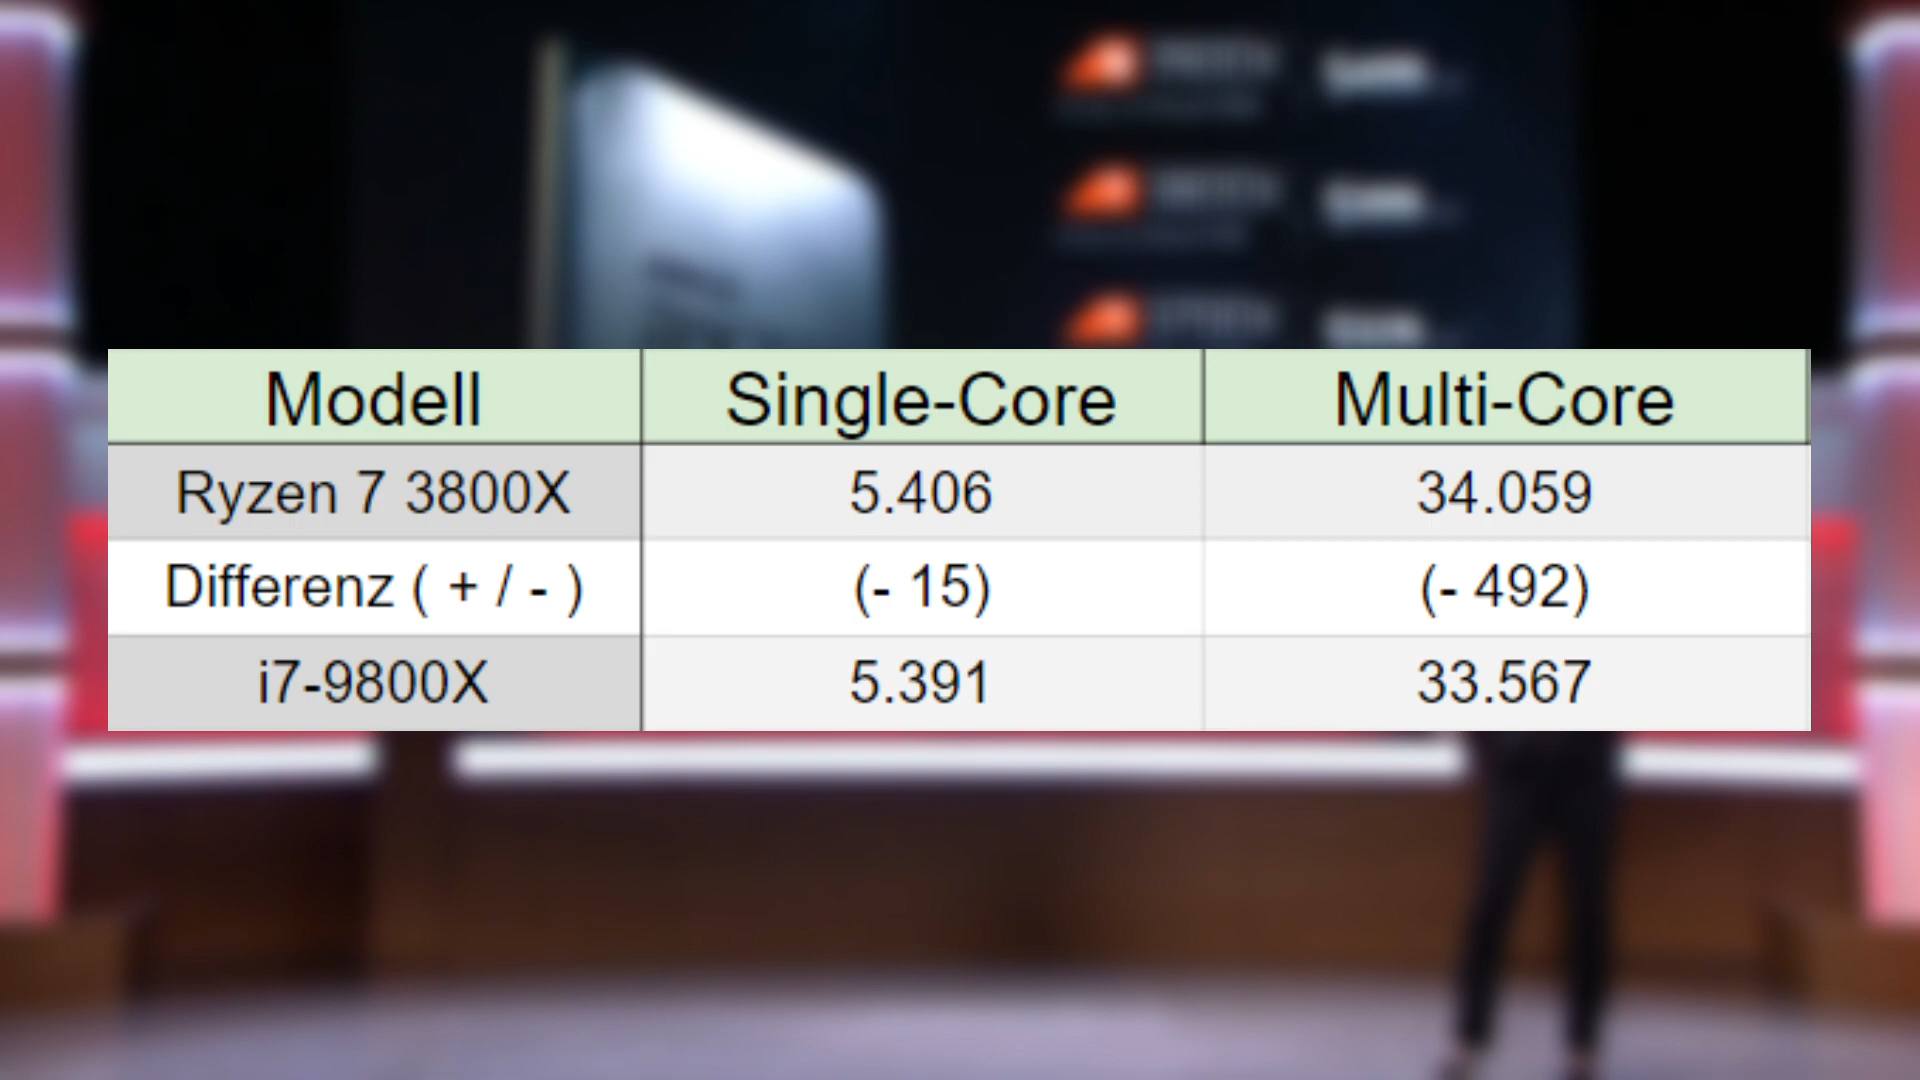 Modell Single-Core Multi-Core
Ryzen 7 3800X 5.406 34.059
Differenz ( + / - ) (- 15) (- 492)
i7-9800X 5.391 33.567